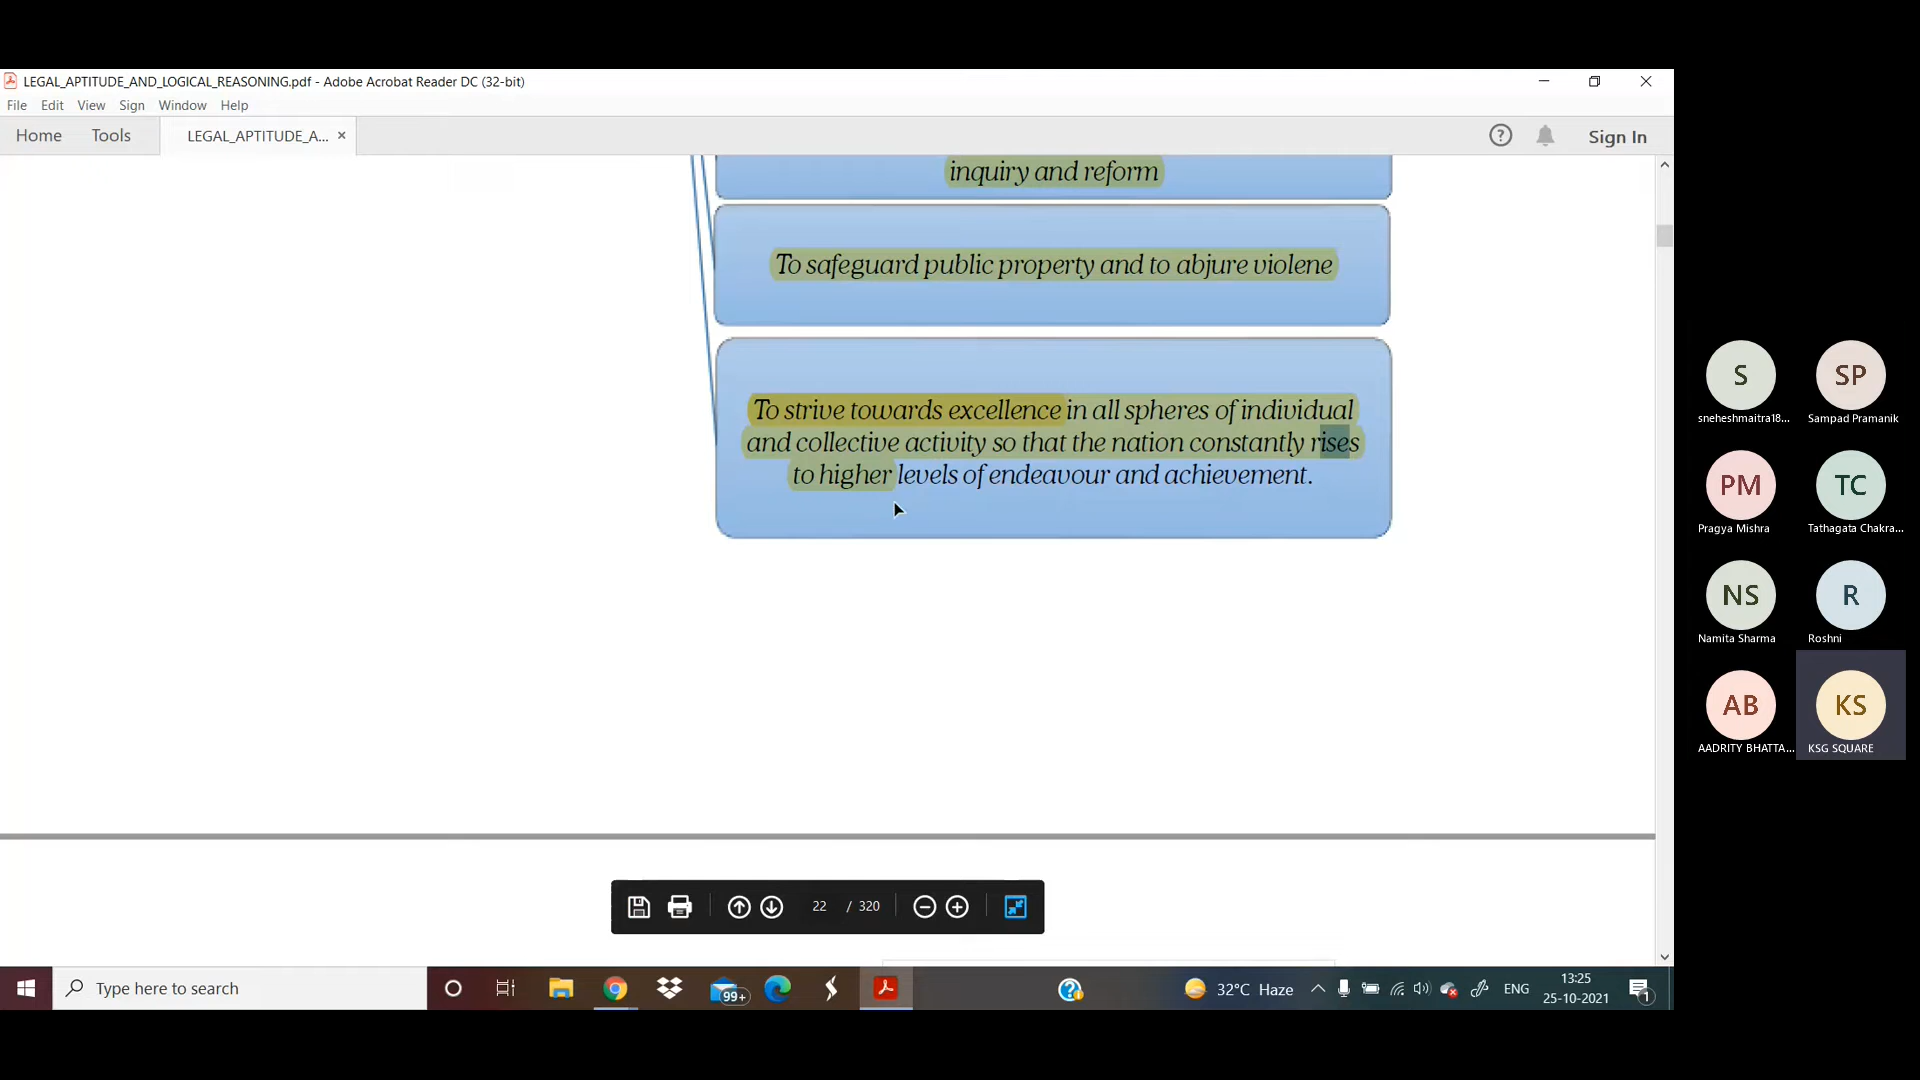 LEGAL_APTITUDE_AND_LOGICAL_REASONING.pdf - Adobe Acrobat Reader DC (32-bit)
File Edit View Sign Window Help
Home Tools LEGAL_APTITUDE_A... × Sign In
inquiry and reform
To safeguard public property and to abjure violene
To strive towards excellence in all spheres of individual
and collective activity so that the nation constantly rises
to higher levels of endeavour and achievement.
S SP
sneheshmaitra18... Sampad Pramanik
PM TC
Pragya Mishra Tathagata Chakra...
NS R
Namita Sharma Roshni
AB KS
AADRITY BHATTA... KSG SQUARE
22 / 320
Type here to search 99+ 32°C Haze ENG 13:25
25-10-2021 1